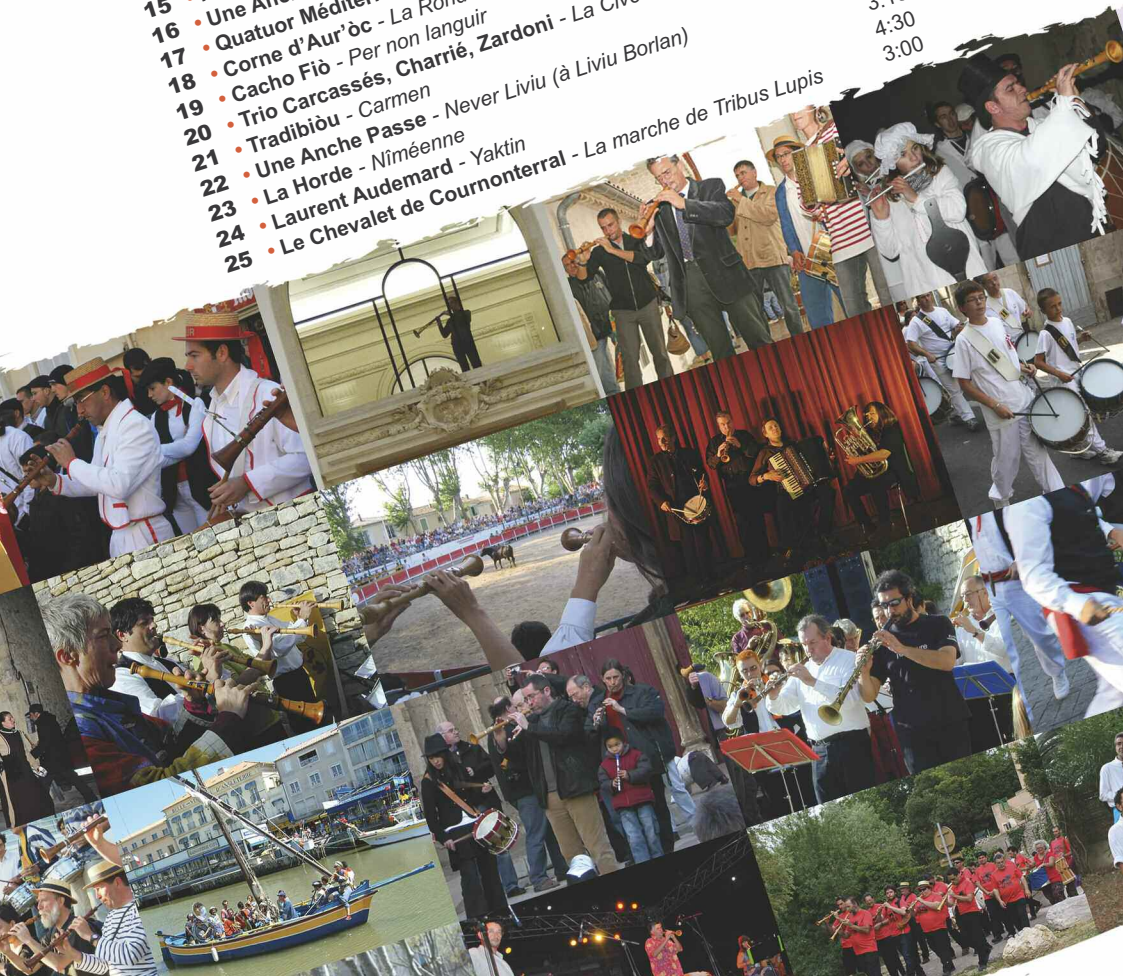 15 •
16 • Une An
17 • Quatuor Méditer
18 • Corne d'Aur'òc - La Ron
19 • Cacho Fiò - Per non languir
20 • Trio Carcassés, Charrié, Zardoni - La Cive
21 • Tradibiòu - Carmen
22 • Une Anche Passe - Never Liviu (à Liviu Borlan)
23 • La Horde - Nîméenne
24 • Laurent Audemard - Yaktin 4:30
25 • Le Chevalet de Cournonterral - La marche de Tribus Lupis 3:00